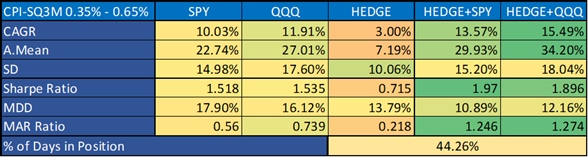 CPI-SQ3M 0.35% - 0.65% SPY QQQ HEDGE HEDGE+SPY HEDGE+QQQ
CAGR 10.03% 11.91% 3.00% 13.57% 15.49%
A.Mean 22.74% 27.01% 7.19% 29.93% 34.20%
SD 14.98% 17.60% 10.06% 15.20% 18.04%
Sharpe Ratio 1.518 1.535 0.715 1.97 1.896
MDD 17.90% 16.12% 13.79% 10.89% 12.16%
MAR Ratio 0.56 0.739 0.218 1.246 1.274
% of Days in Position 44.26%